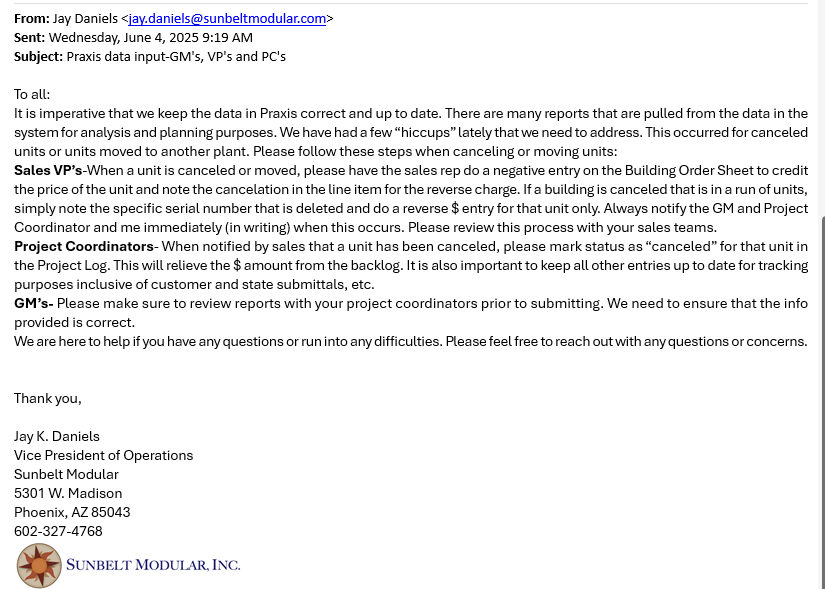 From: Jay Daniels <jay.daniels@sunbeltmodular.com>
Sent: Wednesday, June 4, 2025 9:19 AM
Subject: Praxis data input-GM's, VP's and PC's
To all:
It is imperative that we keep the data in Praxis correct and up to date. There are many reports that are pulled from the data in the
system for analysis and planning purposes. We have had a few “hiccups” lately that we need to address. This occurred for canceled
units or units moved to another plant. Please follow these steps when canceling or moving units:
Sales VP’s-When a unit is canceled or moved, please have the sales rep do a negative entry on the Building Order Sheet to credit
the price of the unit and note the cancelation in the line item for the reverse charge. If a building is canceled that is in a run of units,
simply note the specific serial number that is deleted and do a reverse $ entry for that unit only. Always notify the GM and Project
Coordinator and me immediately (in writing) when this occurs. Please review this process with your sales teams.
Project Coordinators- When notified by sales that a unit has been canceled, please mark status as “canceled” for that unit in
the Project Log. This will relieve the $ amount from the backlog. It is also important to keep all other entries up to date for tracking
purposes inclusive of customer and state submittals, etc.
GM’s- Please make sure to review reports with your project coordinators prior to submitting. We need to ensure that the info
provided is correct.
We are here to help if you have any questions or run into any difficulties. Please feel free to reach out with any questions or concerns.
Thank you,
Jay K. Daniels
Vice President of Operations
Sunbelt Modular
5301 W. Madison
Phoenix, AZ 85043
602-327-4768
SUNBELT MODULAR, INC.